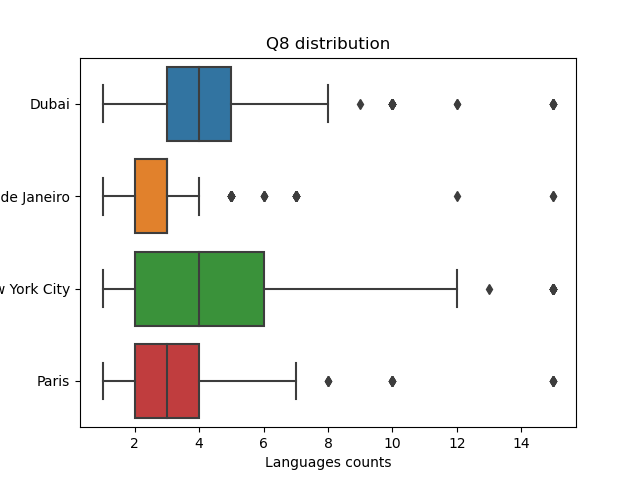 Q8 distribution
Dubai
de Janeiro
York City
Paris
2 4 6 8 10 12 14
Languages counts